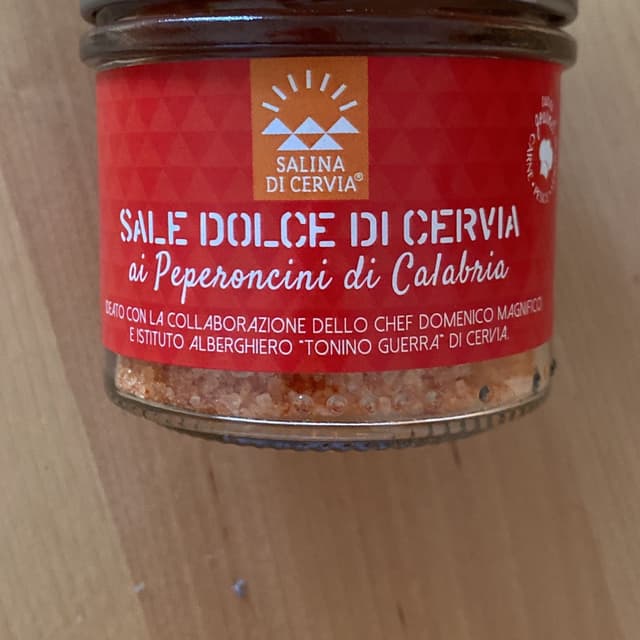 SALINA
DI CERVIA®
SALE DOLCE DI CERVIA
ai Peperoncini di Calabria
IDEATO CON LA COLLABORAZIONE DELLO CHEF DOMENICO MAGNIFICO
E ISTITUTO ALBERGHIERO "TONINO GUERRA" DI CERVIA.
CARNE